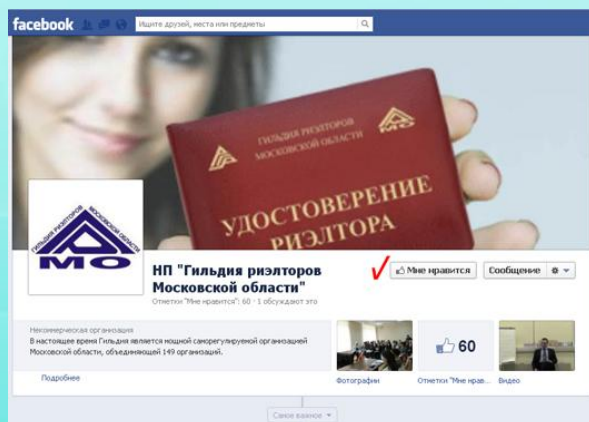 facebook
Ищите друзей, места или предметы
ГИЛЬДИЯ РИЭЛТОРОВ
МОСКОВСКОЙ ОБЛАСТИ
МО
УДОСТОВЕРЕНИЕ
РИЭЛТОРА
ГИЛЬДИЯ РИЭЛТОРОВ МОСКОВСКОЙ ОБЛАСТИ
МО
НП "Гильдия риэлторов
Московской области"
Мне нравится
Сообщение
Отметки "Мне нравится": 60 · 1 обсуждают это
Некоммерческая организация
В настоящее время Гильдия является мощной саморегулируемой организацией
Московской области, объединяющей 149 организаций.
60
Подробнее
Фотографии
Отметки "Мне нрав...
Видео
Самое важное